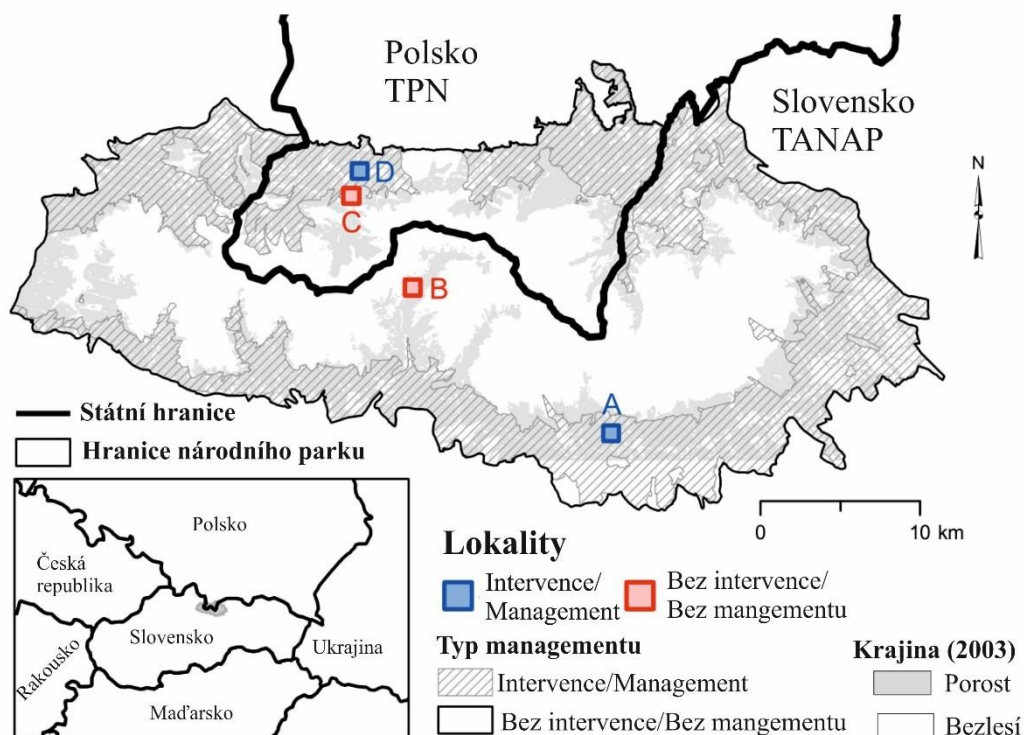 Polsko
TPN
Slovensko
TANAP
N
D
C
B
A
Státní hranice
Hranice národního parku
0 10 km
Polsko
Česká
republika
Slovensko
Ukrajina
Rakousko
Maďarsko
Lokality
Intervence/
Management
Bez intervence/
Bez mangementu
Typ managementu
Intervence/Management
Bez intervence/Bez mangementu
Krajina (2003)
Porost
Bezlesí